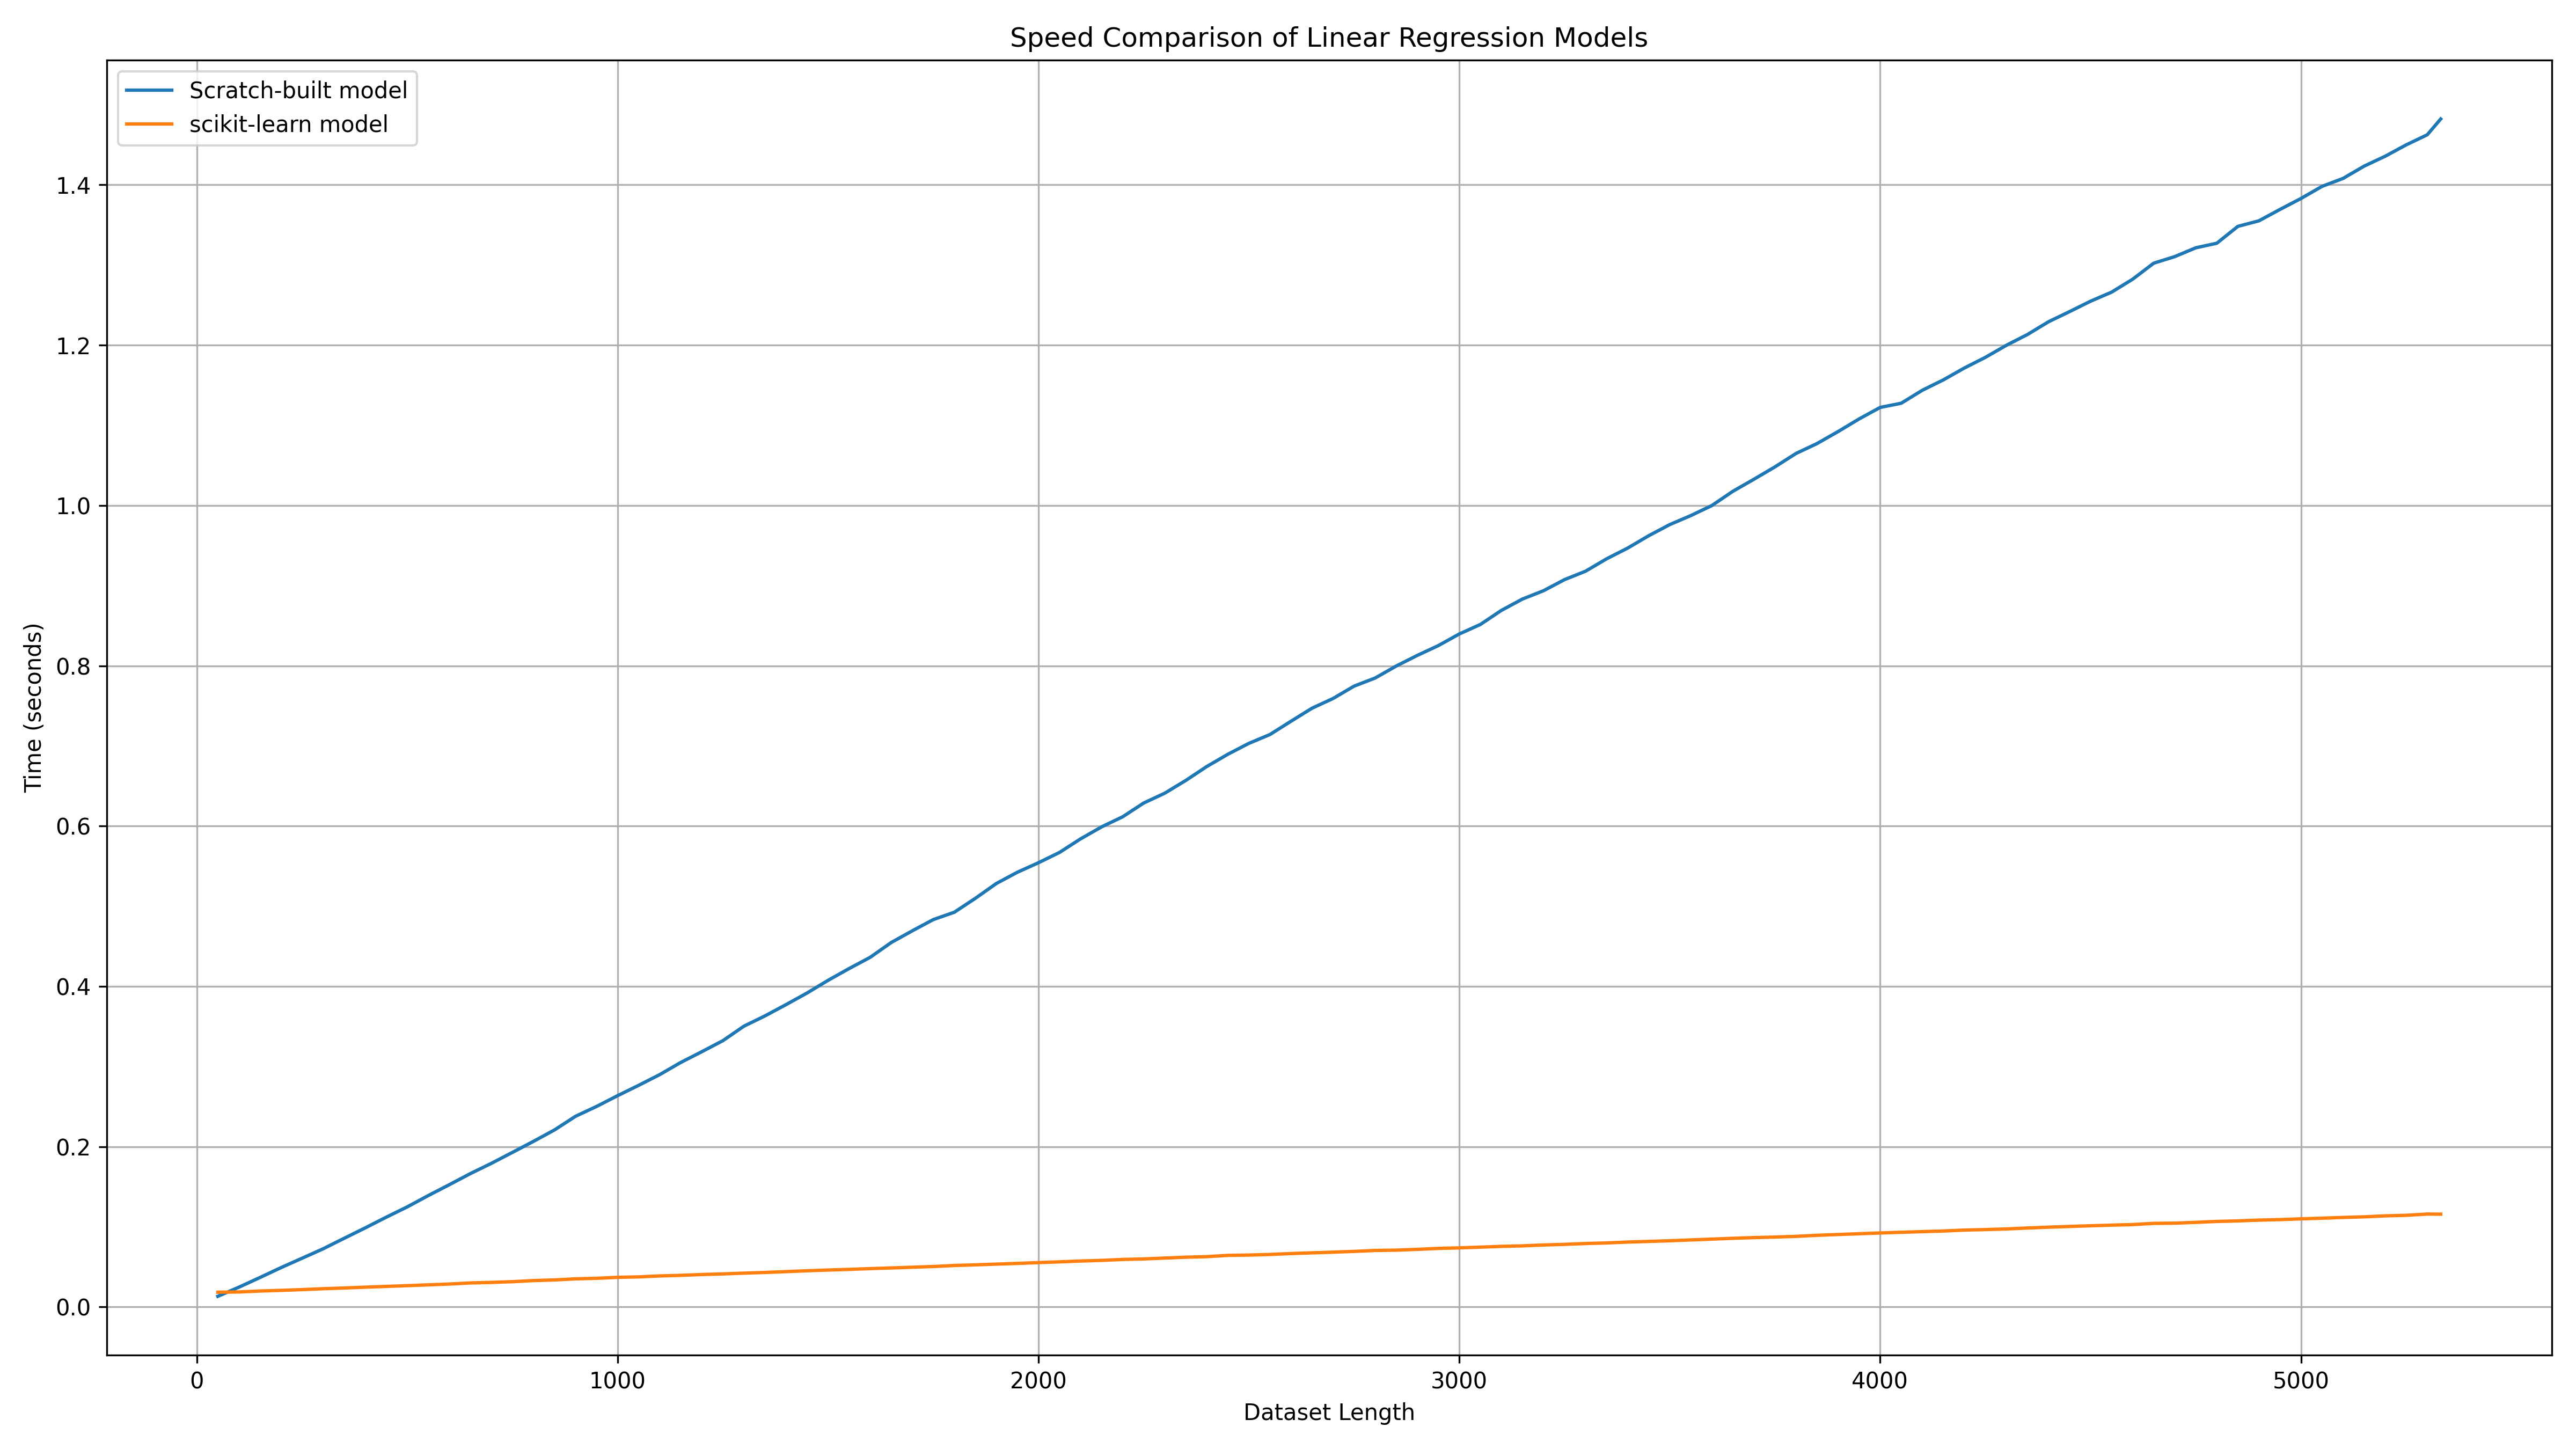 Speed Comparison of Linear Regression Models
Scratch-built model
scikit-learn model
Time (seconds)
1.4
1.2
1.0
0.8
0.6
0.4
0.2
0.0
0 1000 2000 3000 4000 5000
Dataset Length